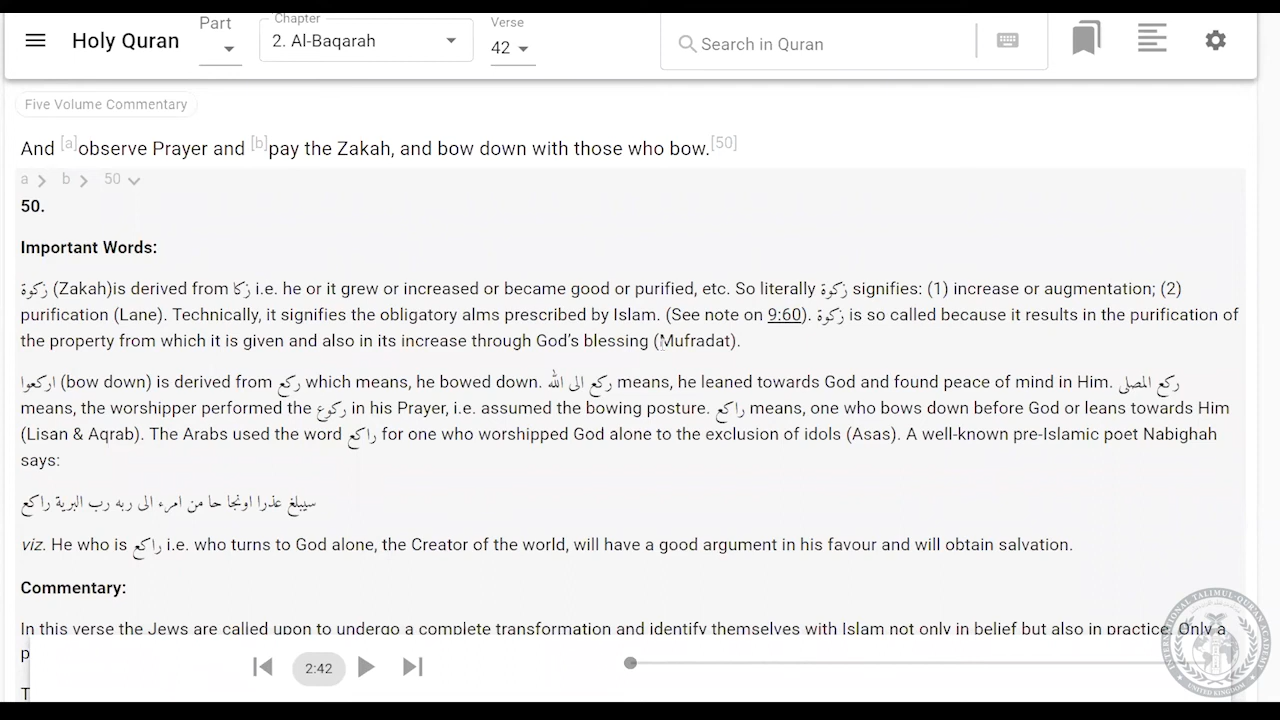 Part
Chapter
Verse
Holy Quran
2. Al-Baqarah
42
Search in Quran
Five Volume Commentary
And [a]observe Prayer and [b]pay the Zakah, and bow down with those who bow.[50]
a b 50
50.
Important Words:
زكوة (Zakah)is derived from زكا i.e. he or it grew or increased or became good or purified, etc. So literally زكوة signifies: (1) increase or augmentation; (2)
purification (Lane). Technically, it signifies the obligatory alms prescribed by Islam. (See note on 9:60). زكوة is so called because it results in the purification of
the property from which it is given and also in its increase through God's blessing (Mufradat).
اركعوا (bow down) is derived from ركع which means, he bowed down. ركع الى الله means, he leaned towards God and found peace of mind in Him. ركع المصلى
means, the worshipper performed the ركوع in his Prayer, i.e. assumed the bowing posture. راكع means, one who bows down before God or leans towards Him
(Lisan & Aqrab). The Arabs used the word راكع for one who worshipped God alone to the exclusion of idols (Asas). A well-known pre-Islamic poet Nabighah
says:
سيبلغ عذرا اونجا حا من امرء الى ربه رب البرية راكع
viz. He who is راكع i.e. who turns to God alone, the Creator of the world, will have a good argument in his favour and will obtain salvation.
Commentary:
In this verse the Jews are called upon to undergo a complete transformation and identify themselves with Islam not only in belief but also in practice. Only a
p
2:42
T
INTERNATIONAL TALIMUL QURAN ACADEMY
UNITED KINGDOM